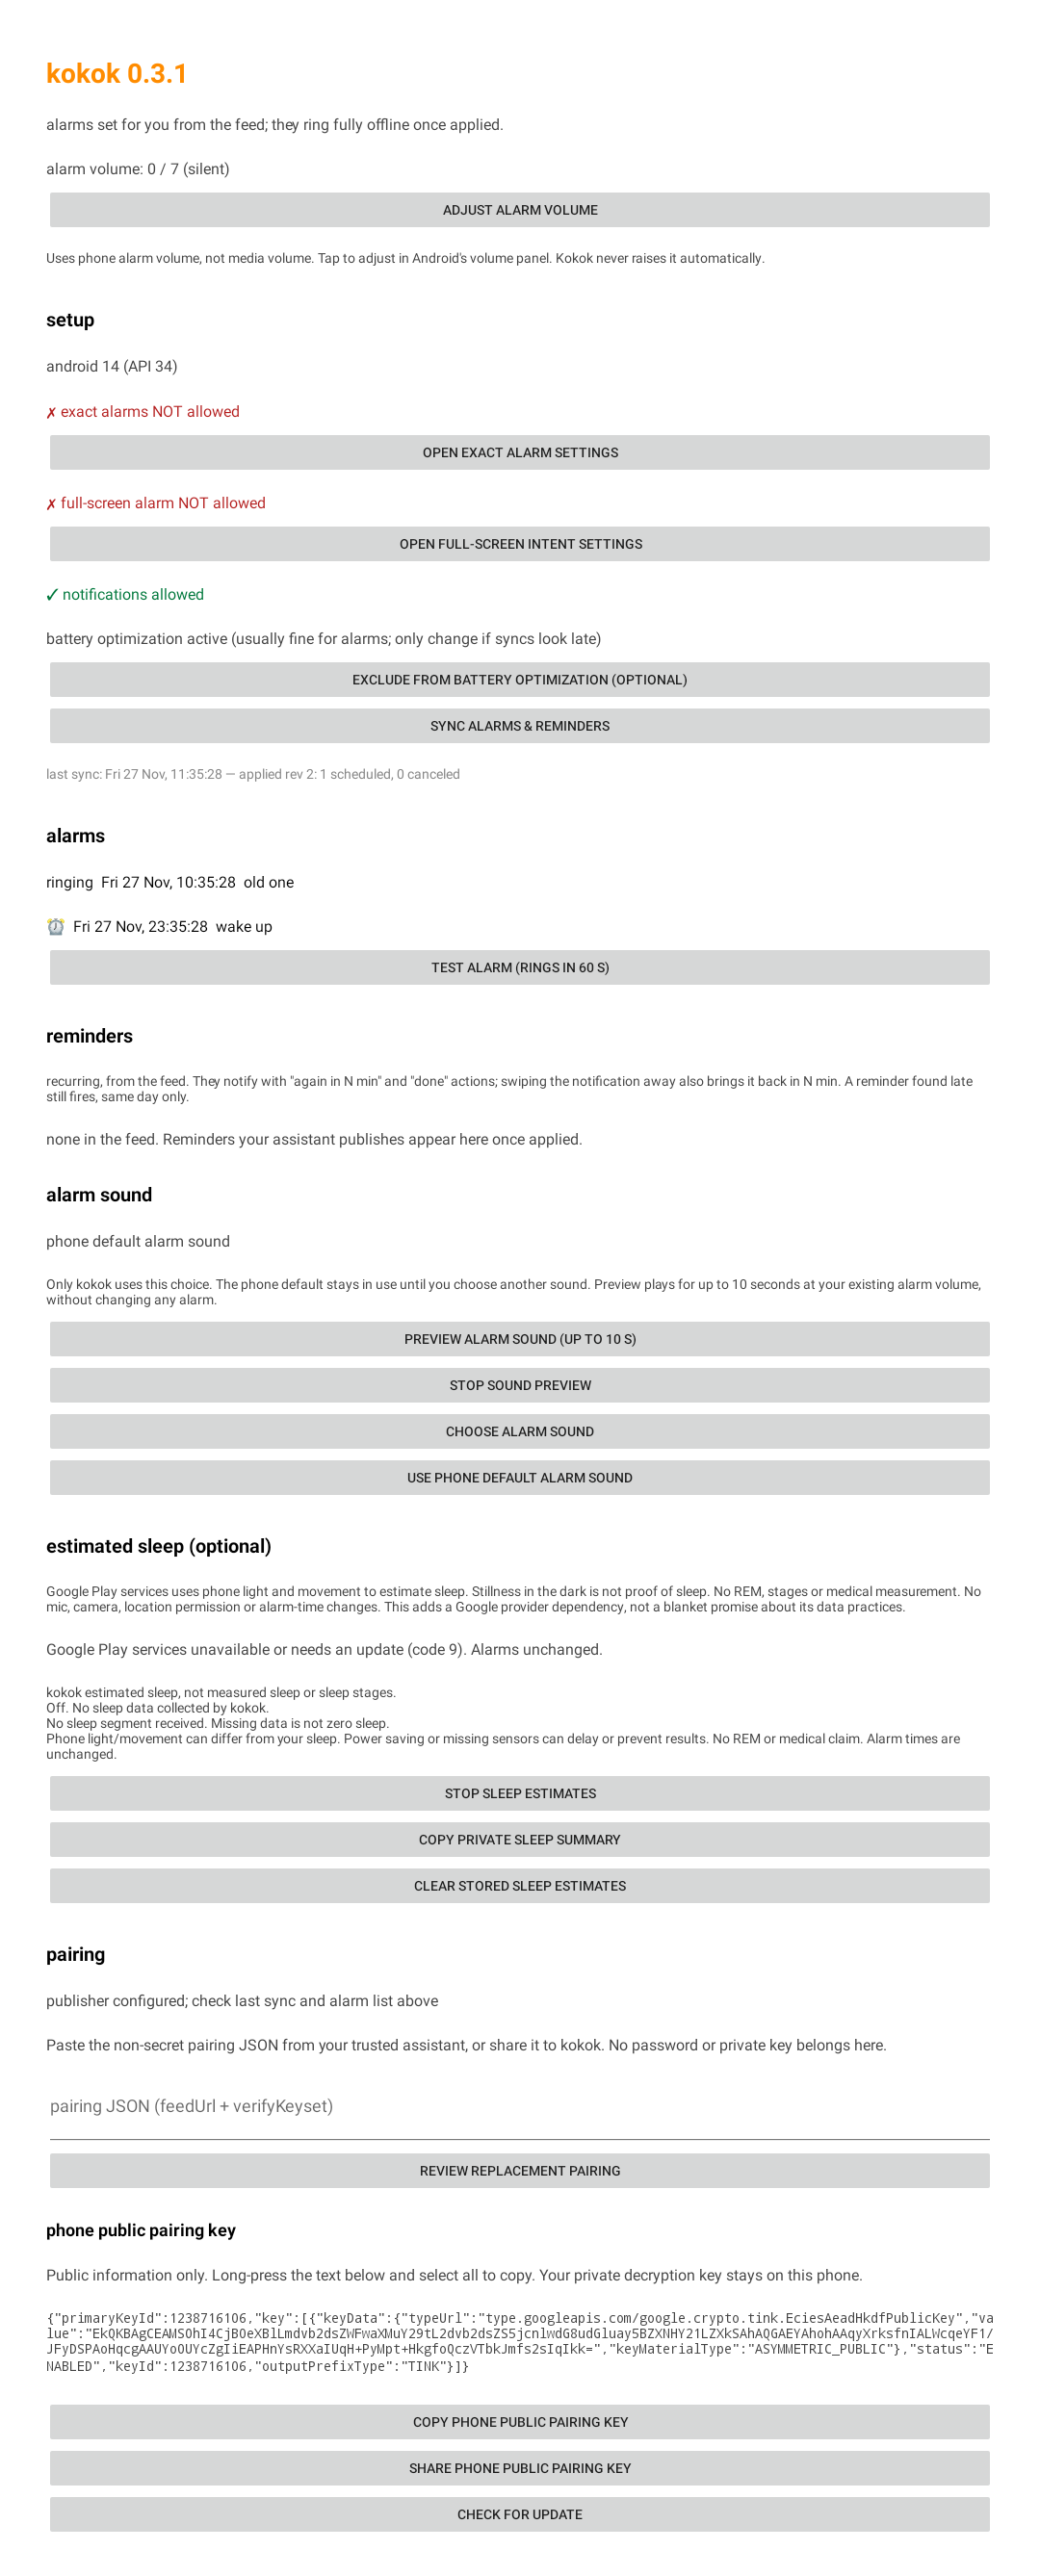 kokok 0.3.1
alarms set for you from the feed; they ring fully offline once applied.
alarm volume: 0 / 7 (silent)
ADJUST ALARM VOLUME
Uses phone alarm volume, not media volume. Tap to adjust in Android's volume panel. Kokok never raises it automatically.
setup
android 14 (API 34)
✗ exact alarms NOT allowed
OPEN EXACT ALARM SETTINGS
✗ full-screen alarm NOT allowed
OPEN FULL-SCREEN INTENT SETTINGS
✓ notifications allowed
battery optimization active (usually fine for alarms; only change if syncs look late)
EXCLUDE FROM BATTERY OPTIMIZATION (OPTIONAL)
SYNC ALARMS & REMINDERS
last sync: Fri 27 Nov, 11:35:28 — applied rev 2: 1 scheduled, 0 canceled
alarms
ringing  Fri 27 Nov, 10:35:28  old one
⏰  Fri 27 Nov, 23:35:28  wake up
TEST ALARM (RINGS IN 60 S)
reminders
recurring, from the feed. They notify with "again in N min" and "done" actions; swiping the notification away also brings it back in N min. A reminder found late
still fires, same day only.
none in the feed. Reminders your assistant publishes appear here once applied.
alarm sound
phone default alarm sound
Only kokok uses this choice. The phone default stays in use until you choose another sound. Preview plays for up to 10 seconds at your existing alarm volume,
without changing any alarm.
PREVIEW ALARM SOUND (UP TO 10 S)
STOP SOUND PREVIEW
CHOOSE ALARM SOUND
USE PHONE DEFAULT ALARM SOUND
estimated sleep (optional)
Google Play services uses phone light and movement to estimate sleep. Stillness in the dark is not proof of sleep. No REM, stages or medical measurement. No
mic, camera, location permission or alarm-time changes. This adds a Google provider dependency, not a blanket promise about its data practices.
Google Play services unavailable or needs an update (code 9). Alarms unchanged.
kokok estimated sleep, not measured sleep or sleep stages.
Off. No sleep data collected by kokok.
No sleep segment received. Missing data is not zero sleep.
Phone light/movement can differ from your sleep. Power saving or missing sensors can delay or prevent results. No REM or medical claim. Alarm times are
unchanged.
STOP SLEEP ESTIMATES
COPY PRIVATE SLEEP SUMMARY
CLEAR STORED SLEEP ESTIMATES
pairing
publisher configured; check last sync and alarm list above
Paste the non-secret pairing JSON from your trusted assistant, or share it to kokok. No password or private key belongs here.
pairing JSON (feedUrl + verifyKeyset)
REVIEW REPLACEMENT PAIRING
phone public pairing key
Public information only. Long-press the text below and select all to copy. Your private decryption key stays on this phone.
{"primaryKeyId":1238716106,"key":[{"keyData":{"typeUrl":"type.googleapis.com/google.crypto.tink.EciesAeadHkdfPublicKey","va
lue":"EkQKBAgCEAMSOhI4CjB0eXBlLmdvb2dsZWFwaXMuY29tL2dvb2dsZS5jcnlwdG8udGluay5BZXNHY21LZXkSAhAQGAEYAhohAAqyXrksfnIALWcqeYF1/
JFyDSPAoHqcgAAUYoOUYcZgIiEAPHnYsRXXaIUqH+PyMpt+HkgfoQczVTbkJmfs2sIqIkk=","keyMaterialType":"ASYMMETRIC_PUBLIC"},"status":"E
NABLED","keyId":1238716106,"outputPrefixType":"TINK"}]}
COPY PHONE PUBLIC PAIRING KEY
SHARE PHONE PUBLIC PAIRING KEY
CHECK FOR UPDATE